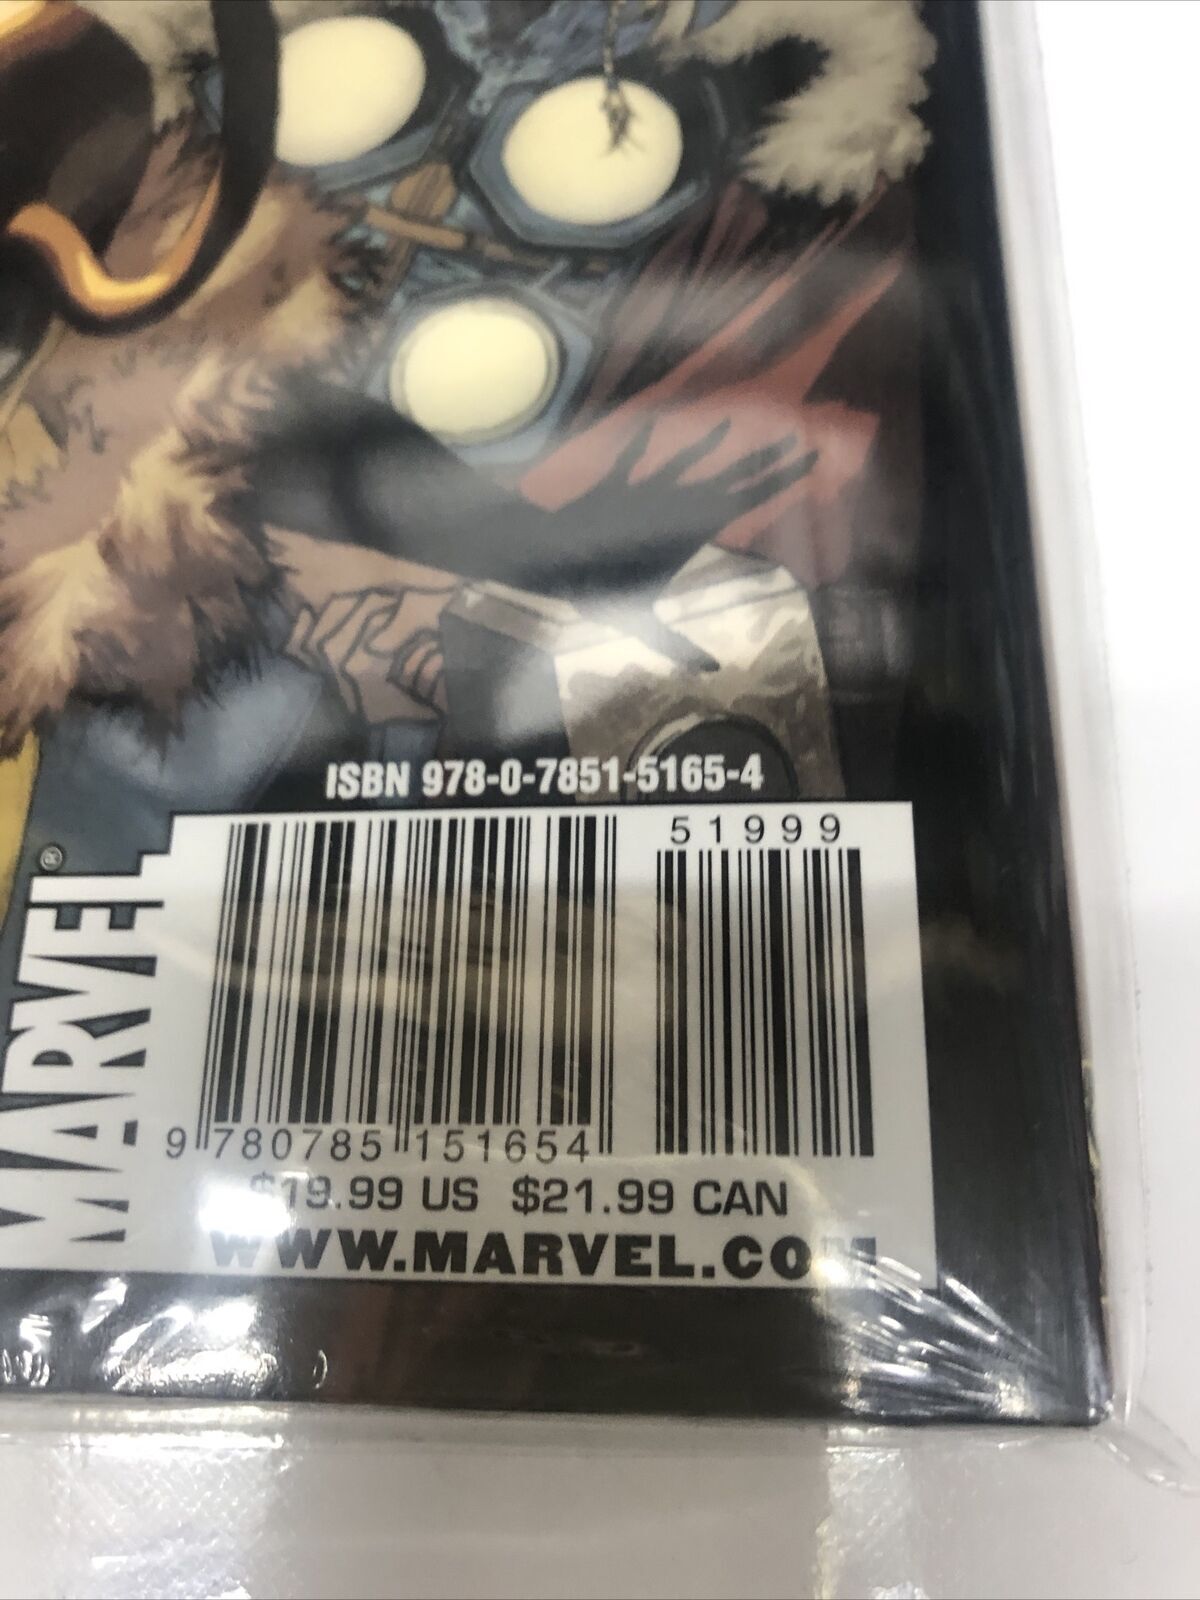 ISBN 978-0-7851-5165-4
51999
MARVEL®
9 780785 151654
$19.99 US $21.99 CAN
WWW.MARVEL.COM